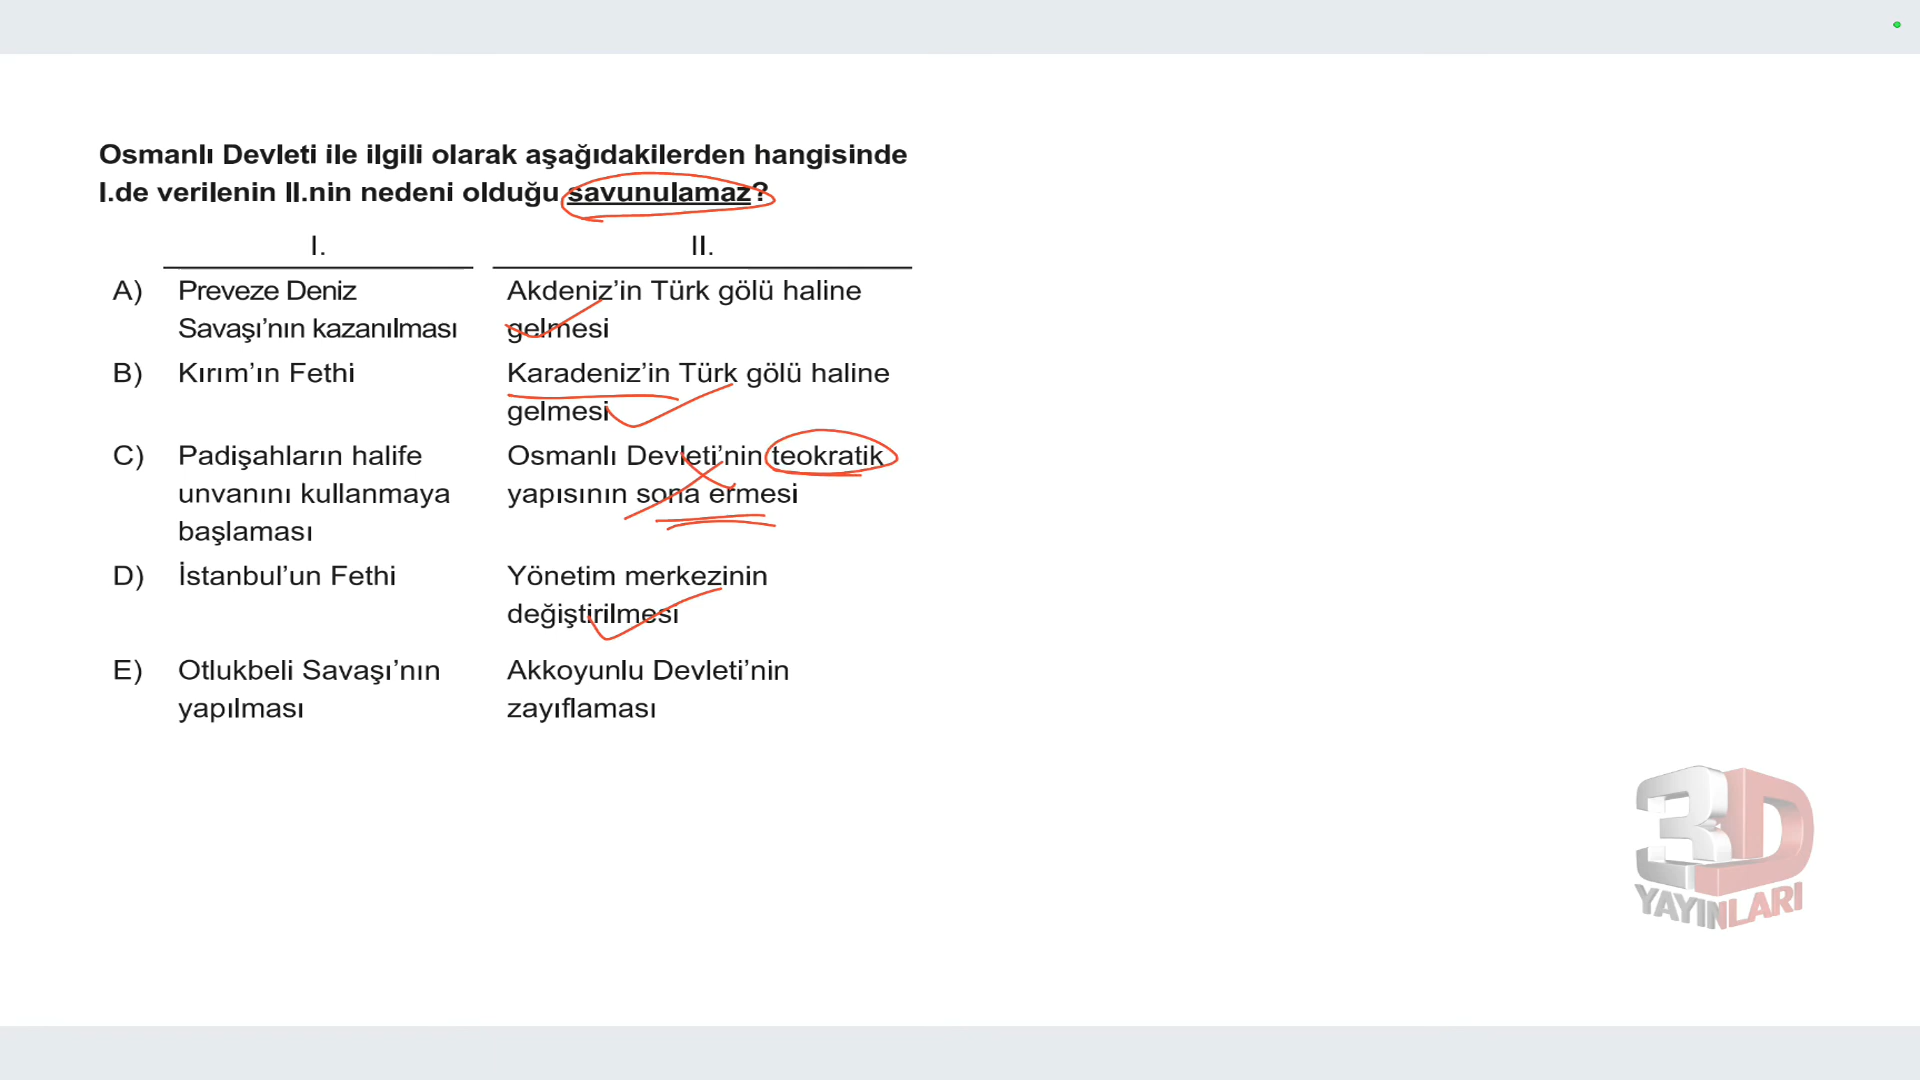 Osmanlı Devleti ile ilgili olarak aşağıdakilerden hangisinde
I.de verilenin II.nin nedeni olduğu savunulamaz?
I. II.
A) Preveze Deniz Akdeniz’in Türk gölü haline
Savaşı’nın kazanılması gelmesi
B) Kırım’ın Fethi Karadeniz’in Türk gölü haline
gelmesi
C) Padişahların halife Osmanlı Devleti’nin teokratik
unvanını kullanmaya yapısının sona ermesi
başlaması
D) İstanbul’un Fethi Yönetim merkezinin
değiştirilmesi
E) Otlukbeli Savaşı’nın Akkoyunlu Devleti’nin
yapılması zayıflaması
3D
YAYINLARI